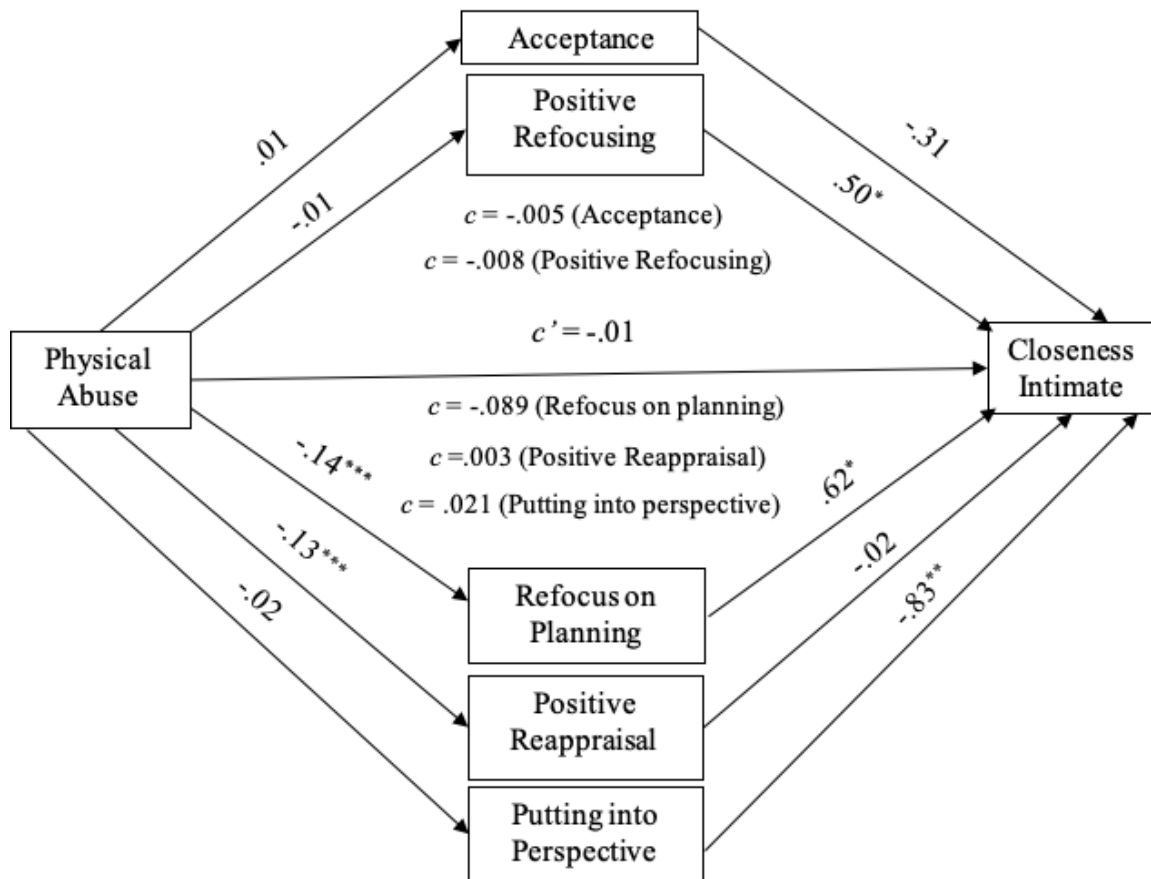 Acceptance
Positive
Refocusing
.01
-.01
-.31
.50*
c = -.005 (Acceptance)
c = -.008 (Positive Refocusing)
c’ = -.01
Physical
Abuse
Closeness
Intimate
c = -.089 (Refocus on planning)
c =.003 (Positive Reappraisal)
c = .021 (Putting into perspective)
-.14***
-.13***
-.02
.62*
-.02
-.83**
Refocus on
Planning
Positive
Reappraisal
Putting into
Perspective